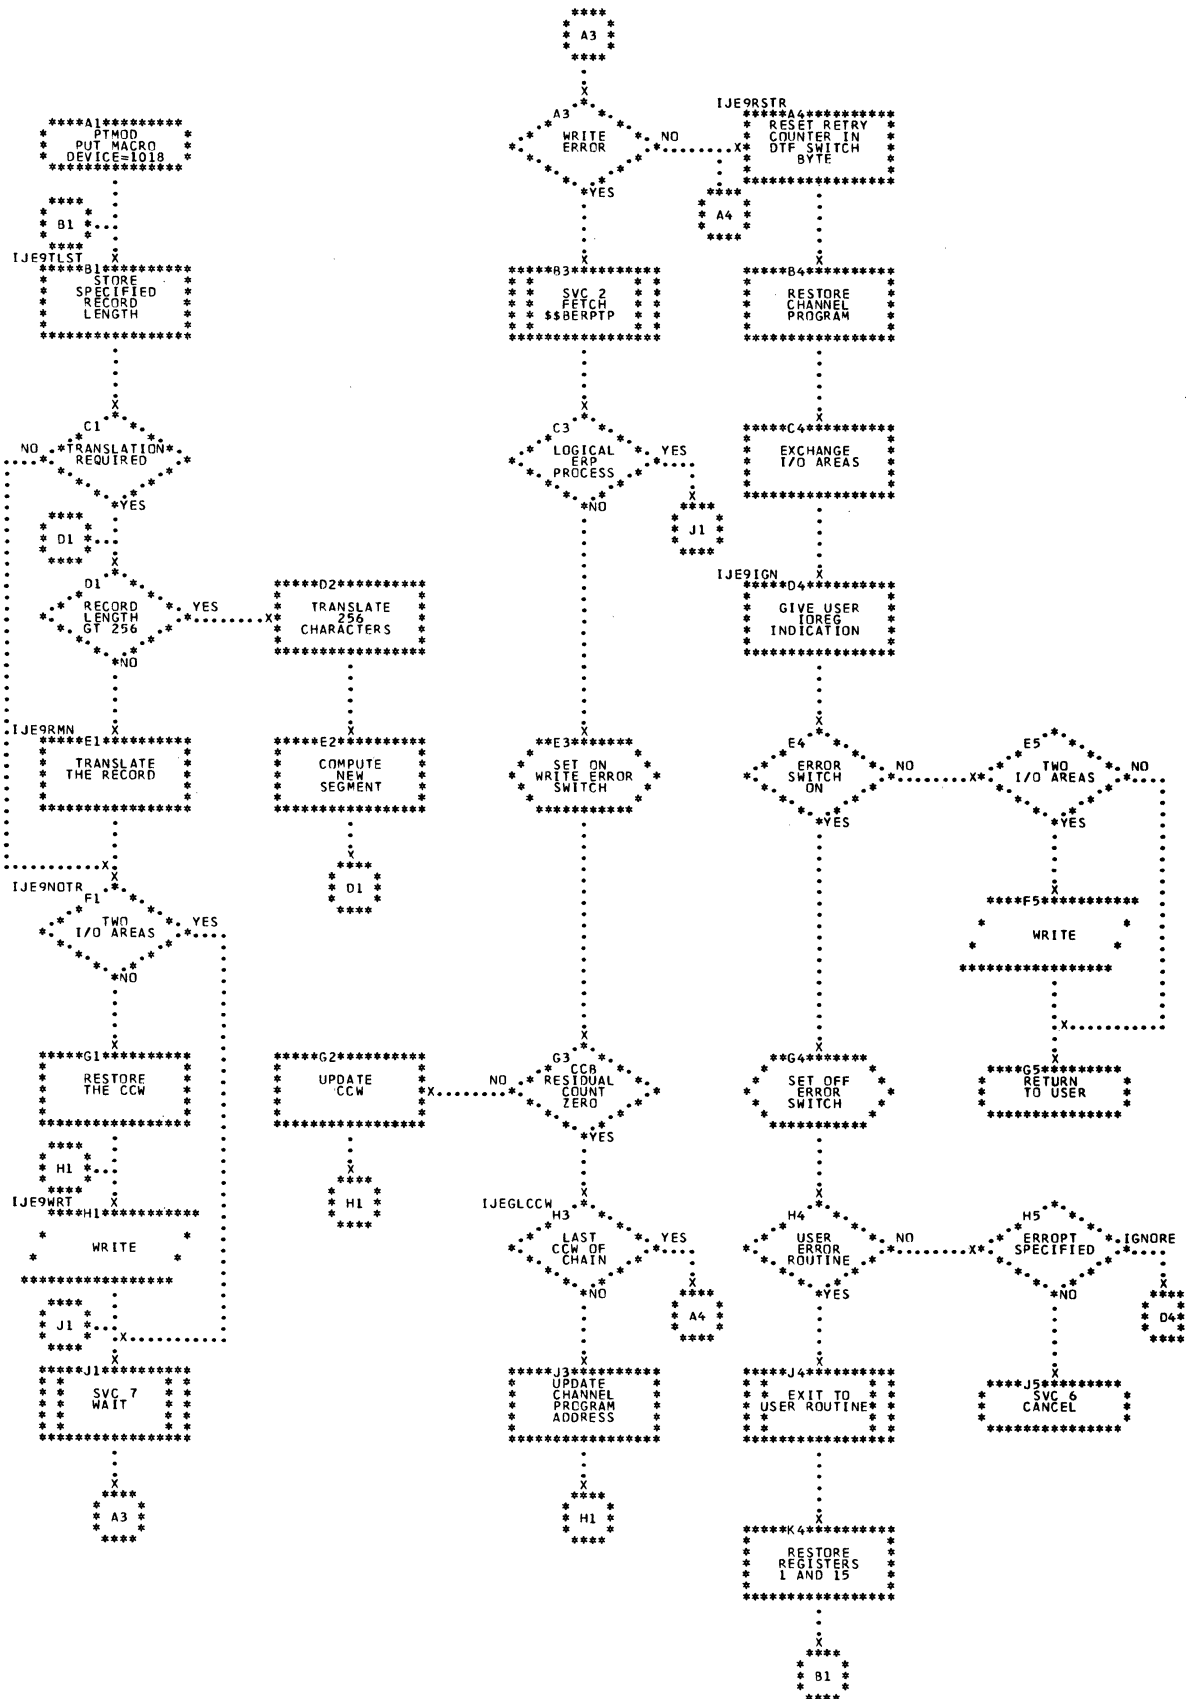 A3
A1
PTMOD
PUT MACRO
DEVICE=1018
B1
IJE9TLST
B1
STORE
SPECIFIED
RECORD
LENGTH
C1
TRANSLATION
REQUIRED
NO
YES
D1
D1
RECORD
LENGTH
GT 256
YES
NO
D2
TRANSLATE
256
CHARACTERS
IJE9RMN
E1
TRANSLATE
THE RECORD
E2
COMPUTE
NEW
SEGMENT
D1
IJE9NOTR
F1
TWO
I/O AREAS
YES
NO
G1
RESTORE
THE CCW
G2
UPDATE
CCW
H1
H1
IJE9WRT
H1
WRITE
J1
J1
SVC 7
WAIT
A3
A3
WRITE
ERROR
NO
YES
A4
B3
SVC 2
FETCH
$$BERPTP
C3
LOGICAL
ERP
PROCESS
YES
NO
J1
E3
SET ON
WRITE ERROR
SWITCH
G3
CCB
RESIDUAL
COUNT
ZERO
NO
YES
IJEGLCCW
H3
LAST
CCW OF
CHAIN
YES
NO
A4
J3
UPDATE
CHANNEL
PROGRAM
ADDRESS
H1
IJE9RSTR
A4
RESET RETRY
COUNTER IN
DTF SWITCH
BYTE
B4
RESTORE
CHANNEL
PROGRAM
C4
EXCHANGE
I/O AREAS
IJE9IGN
D4
GIVE USER
IOREG
INDICATION
E4
ERROR
SWITCH
ON
NO
YES
E5
TWO
I/O AREAS
NO
YES
F5
WRITE
G4
SET OFF
ERROR
SWITCH
G5
RETURN
TO USER
H4
USER
ERROR
ROUTINE
NO
YES
H5
ERROPT
SPECIFIED
IGNORE
NO
D4
J4
EXIT TO
USER ROUTINE
J5
SVC 6
CANCEL
K4
RESTORE
REGISTERS
1 AND 15
B1